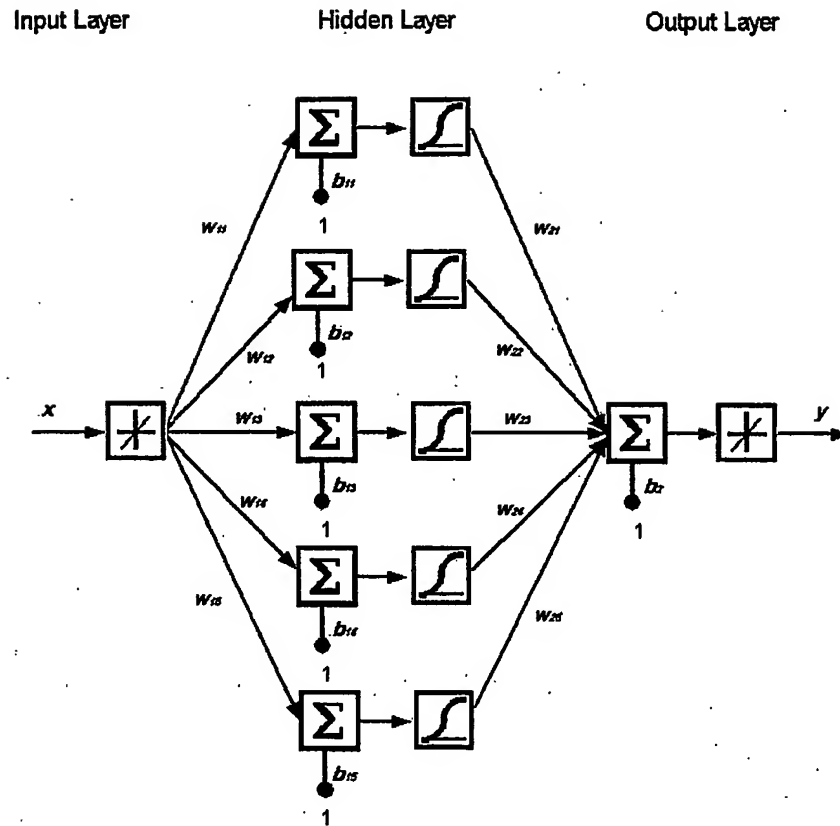 Input Layer Hidden Layer Output Layer
Σ
b11
1
w11
w21
Σ
b12
1
w12
w22
x
w13
Σ
w23
Σ
y
b13
1
b2
1
w14
w24
Σ
b14
1
w15
w25
Σ
b15
1